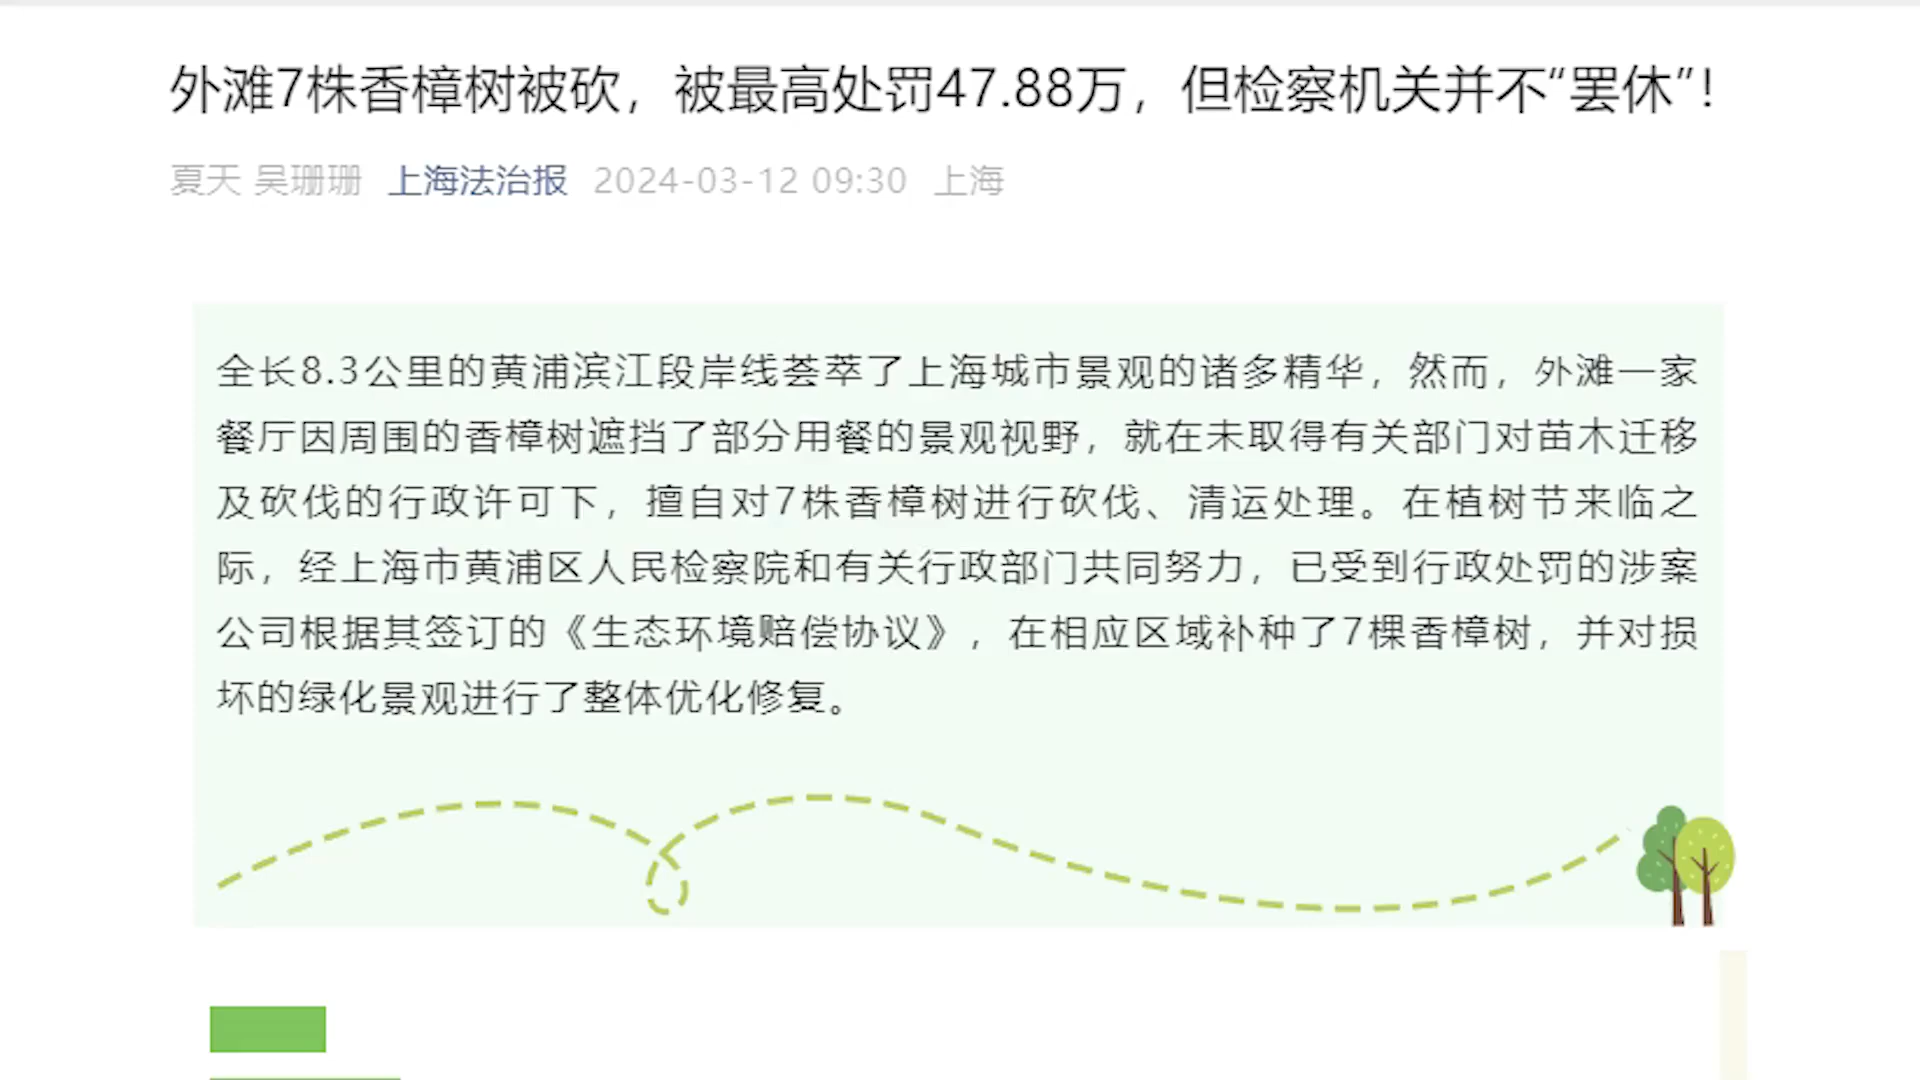 外滩7株香樟树被砍，被最高处罚47.88万，但检察机关并不“罢休”！
夏天 吴珊珊 上海法治报 2024-03-12 09:30 上海
全长8.3公里的黄浦滨江段岸线荟萃了上海城市景观的诸多精华，然而，外滩一家
餐厅因周围的香樟树遮挡了部分用餐的景观视野，就在未取得有关部门对苗木迁移
及砍伐的行政许可下，擅自对7株香樟树进行砍伐、清运处理。在植树节来临之
际，经上海市黄浦区人民检察院和有关行政部门共同努力，已受到行政处罚的涉案
公司根据其签订的《生态环境赔偿协议》，在相应区域补种了7棵香樟树，并对损
坏的绿化景观进行了整体优化修复。